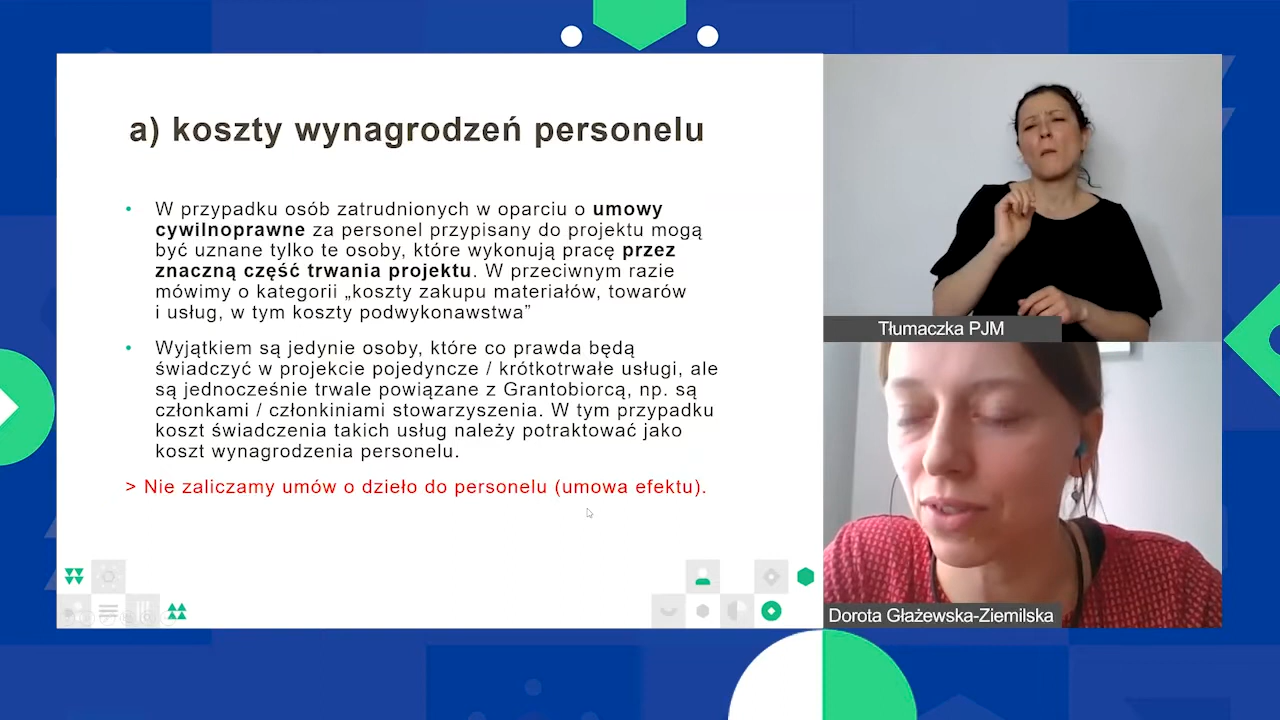 a) koszty wynagrodzeń personelu
• W przypadku osób zatrudnionych w oparciu o umowy
cywilnoprawne za personel przypisany do projektu mogą
być uznane tylko te osoby, które wykonują pracę przez
znaczną część trwania projektu. W przeciwnym razie
mówimy o kategorii „koszty zakupu materiałów, towarów
i usług, w tym koszty podwykonawstwa”
• Wyjątkiem są jedynie osoby, które co prawda będą
świadczyć w projekcie pojedyncze / krótkotrwałe usługi, ale
są jednocześnie trwale powiązane z Grantobiorcą, np. są
członkami / członkiniami stowarzyszenia. W tym przypadku
koszt świadczenia takich usług należy potraktować jako
koszt wynagrodzenia personelu.
> Nie zaliczamy umów o dzieło do personelu (umowa efektu).
Tłumaczka PJM
Dorota Głażewska-Ziemilska